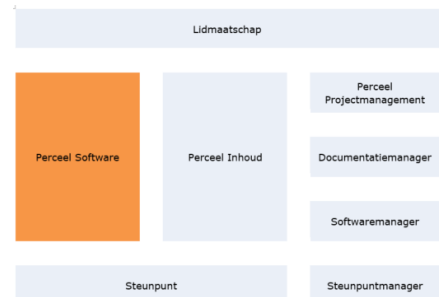 Lidmaatschap
Perceel
Projectmanagement
Perceel Software
Perceel Inhoud
Documentatiemanager
Softwaremanager
Steunpunt
Steunpuntmanager